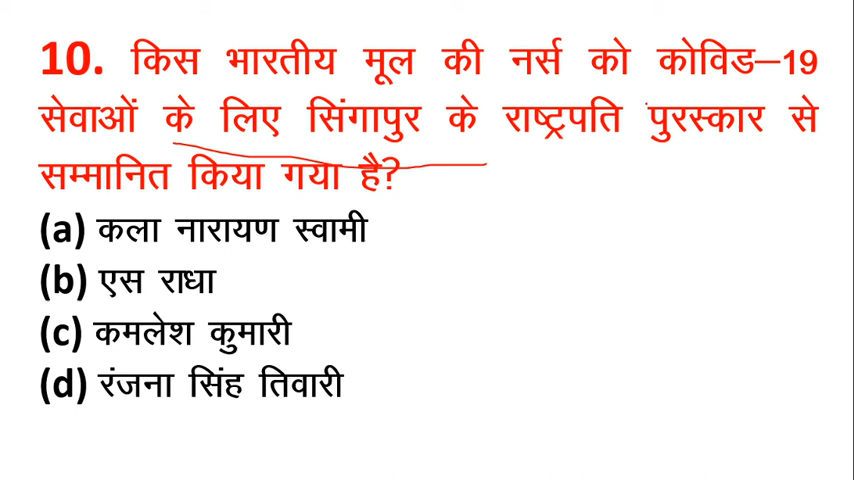 10. किस भारतीय मूल की नर्स को कोविड–19
सेवाओं के लिए सिंगापुर के राष्ट्रपति पुरस्कार से
सम्मानित किया गया है?
(a) कला नारायण स्वामी
(b) एस राधा
(c) कमलेश कुमारी
(d) रंजना सिंह तिवारी